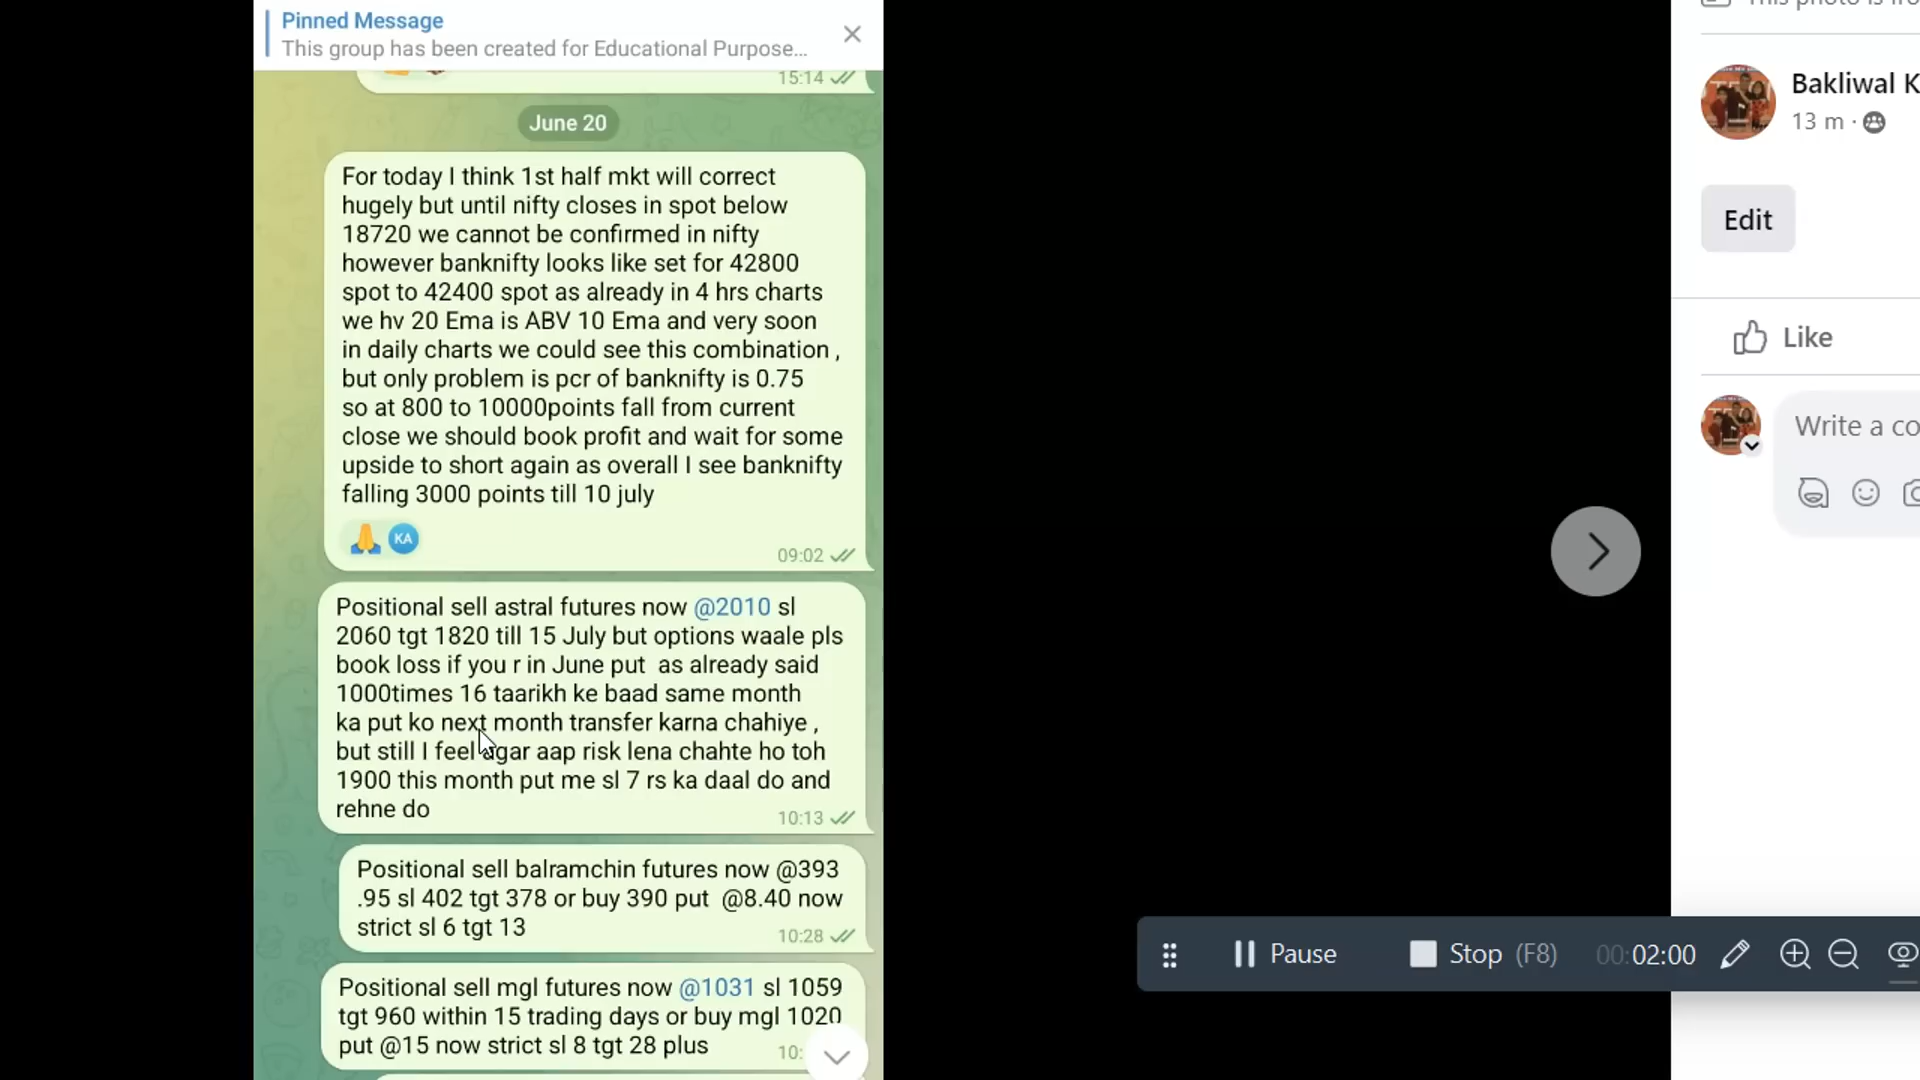 Pinned Message
This group has been created for Educational Purpose...
15:14
June 20
For today I think 1st half mkt will correct
hugely but until nifty closes in spot below
18720 we cannot be confirmed in nifty
however banknifty looks like set for 42800
spot to 42400 spot as already in 4 hrs charts
we hv 20 Ema is ABV 10 Ema and very soon
in daily charts we could see this combination ,
but only problem is pcr of banknifty is 0.75
so at 800 to 10000points fall from current
close we should book profit and wait for some
upside to short again as overall I see banknifty
falling 3000 points till 10 july
KA
09:02
Positional sell astral futures now @2010 sl
2060 tgt 1820 till 15 July but options waale pls
book loss if you r in June put as already said
1000times 16 taarikh ke baad same month
ka put ko next month transfer karna chahiye ,
but still I feel agar aap risk lena chahte ho toh
1900 this month put me sl 7 rs ka daal do and
rehne do
10:13
Positional sell balramchin futures now @393
.95 sl 402 tgt 378 or buy 390 put @8.40 now
strict sl 6 tgt 13
10:28
Positional sell mgl futures now @1031 sl 1059
tgt 960 within 15 trading days or buy mgl 1020
put @15 now strict sl 8 tgt 28 plus
10:
This photo is
Bakliwal K
13 m ·
Edit
Like
Write a co
Pause
Stop (F8)
00:02:00